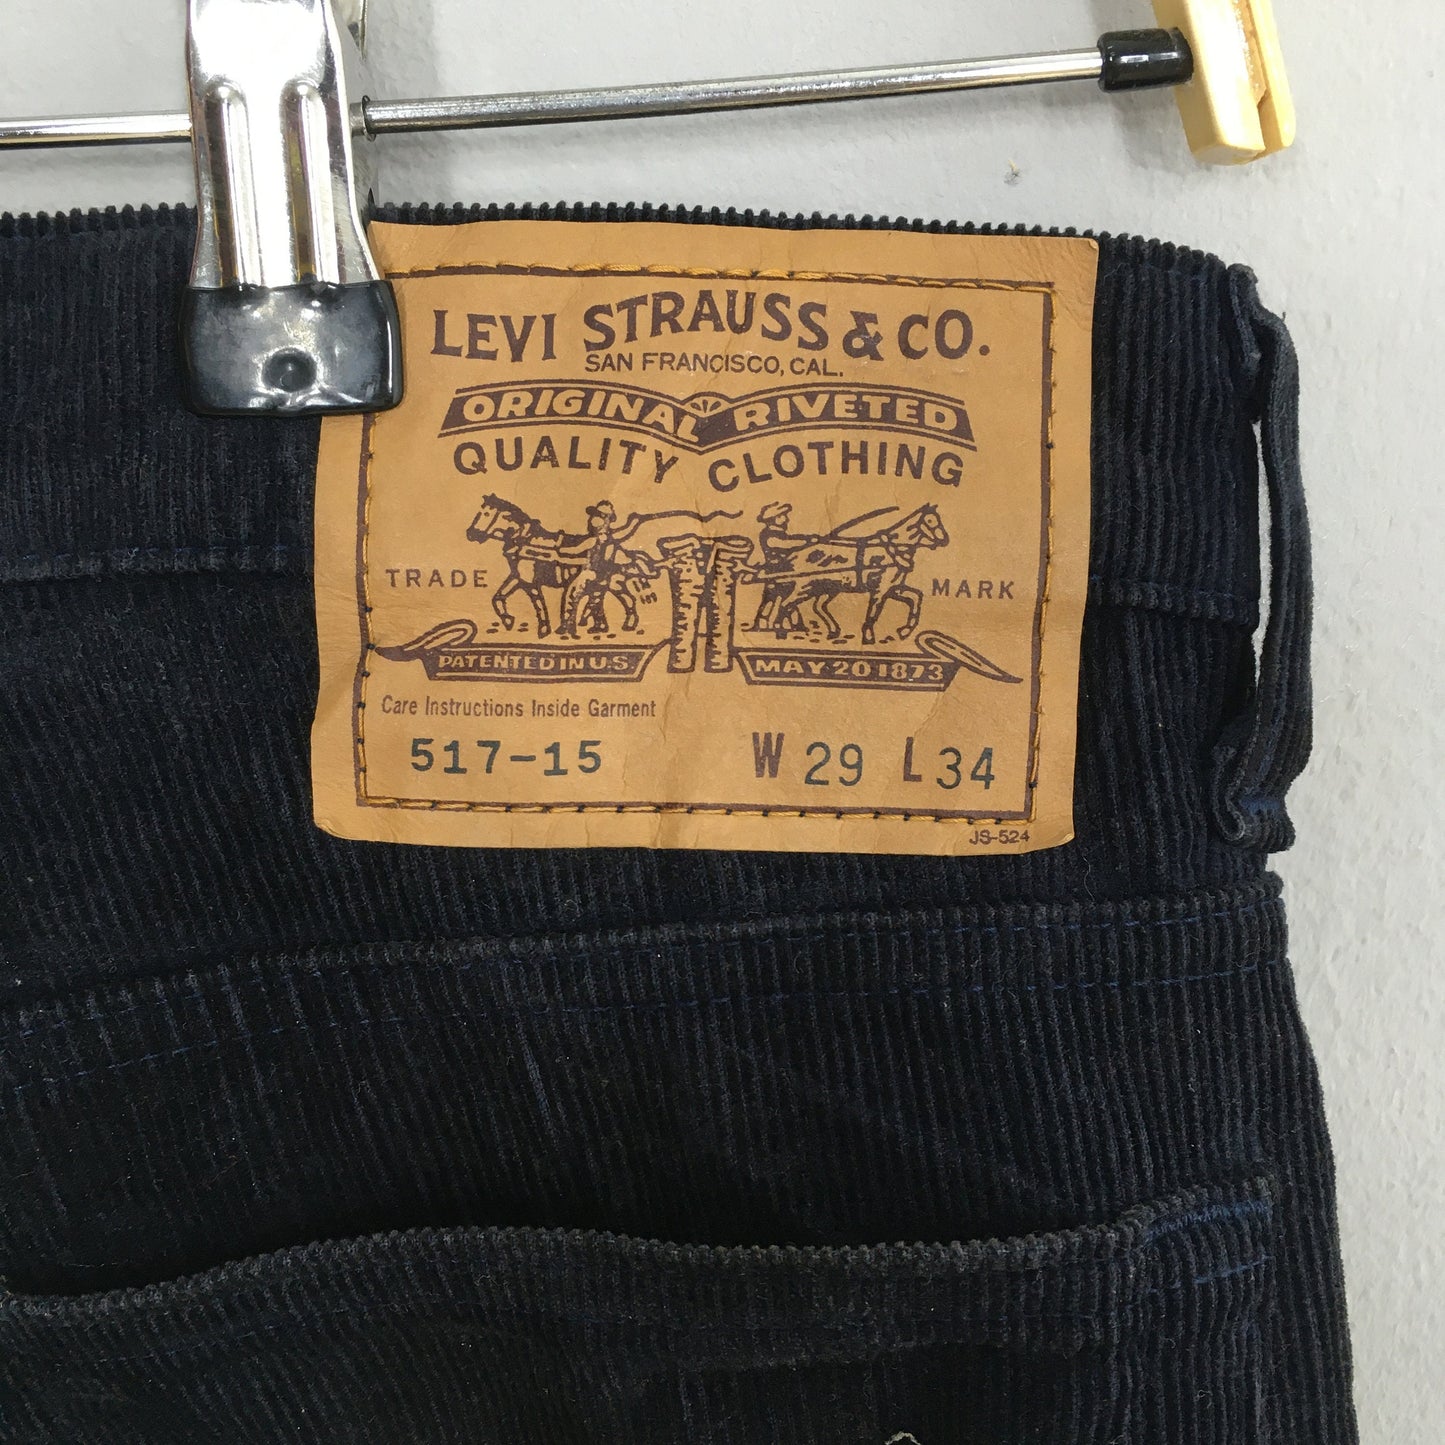 LEVI STRAUSS & CO.
SAN FRANCISCO, CAL.
ORIGINAL RIVETED
QUALITY CLOTHING
TRADE MARK
PATENTED IN U.S. MAY 20 1873
Care Instructions Inside Garment
517-15 W 29 L 34
JS-524